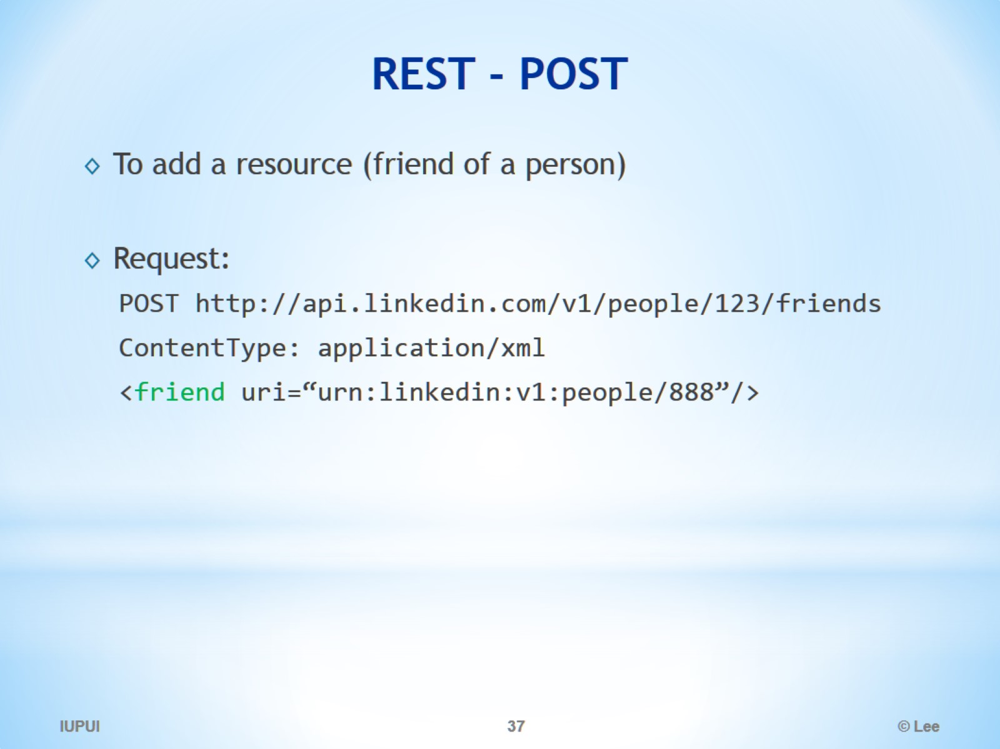 REST - POST
◇ To add a resource (friend of a person)
◇ Request:
POST http://api.linkedin.com/v1/people/123/friends
ContentType: application/xml
<friend uri=“urn:linkedin:v1:people/888”/>
IUPUI 37 © Lee